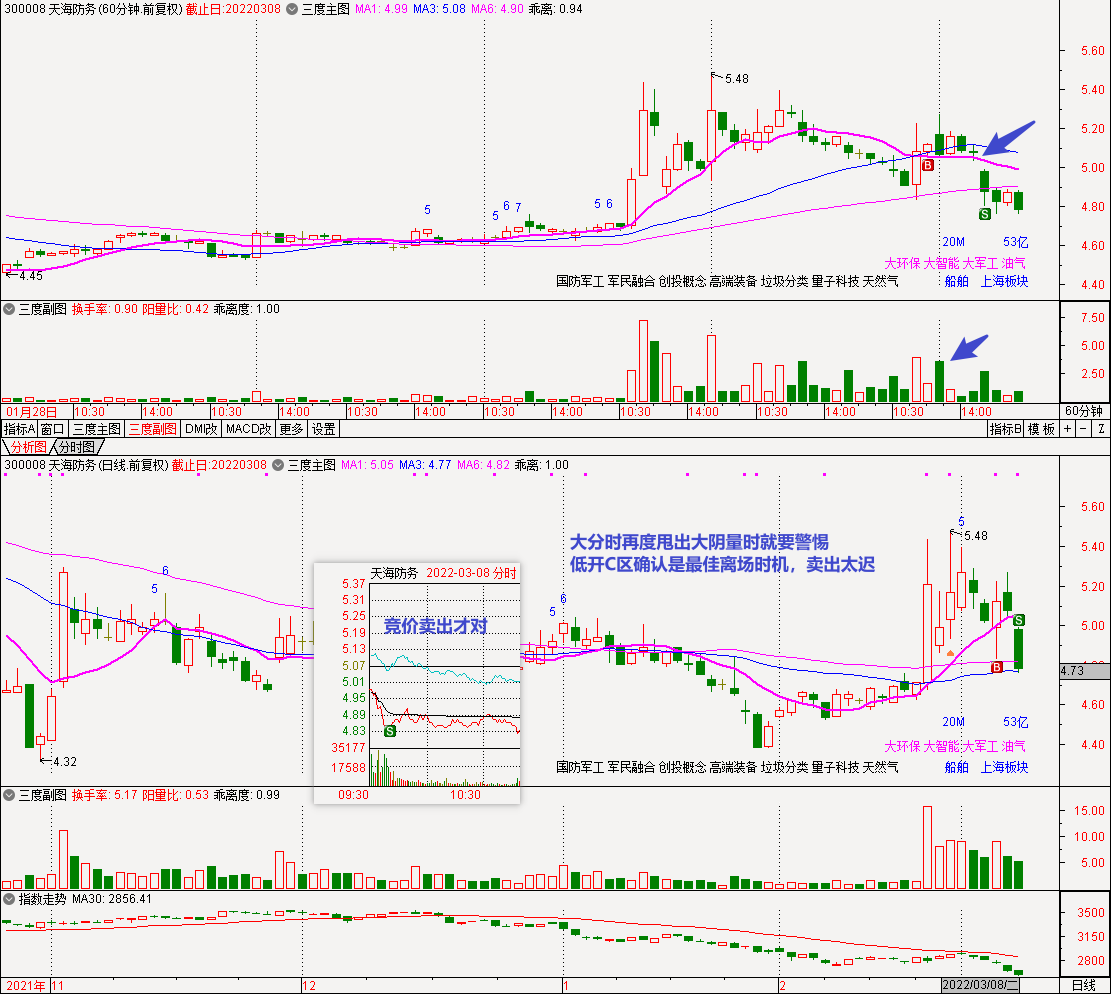 300008 天海防务(60分钟.前复权) 截止日:20220308 三度主图 MA1: 4.99 MA3: 5.08 MA6: 4.90 乖离: 0.94
5.60
5.48
5.40
5.20
5.00
B
5 5 6 7 5 6
4.80
S
20M 53亿
4.60
大环保 大智能 大军工 油气
4.45
国防军工 军民融合 创投概念 高端装备 垃圾分类 量子科技 天然气 船舶 上海板块
4.40
三度副图 换手率: 0.90 阳量比: 0.42 乖离度: 1.00
7.50
5.00
2.50
01月28日 10:30 14:00 10:30 14:00 10:30 14:00 10:30 14:00 10:30 14:00 10:30 14:00 10:30 14:00 60分钟
指标A 窗口 三度主图 三度副图 DMI改 MACD改 更多 设置 指标B 模板 + - Z
分析图 分时图
300008 天海防务(日线.前复权) 截止日:20220308 三度主图 MA1: 5.05 MA3: 4.77 MA6: 4.82 乖离: 1.00
5.60
5
5.48
大分时再度甩出大阴量时就要警惕
5.40
低开C区确认是最佳离场时机，卖出太迟
5 6
天海防务 2022-03-08 分时
5.37
5.31
5.25
5.19
5.13
5.07
5.01
4.95
4.89
4.83
35177
17588
竞价卖出才对
S
09:30 10:30
5 6
5.20
S
5.00
B
4.73
4.60
20M 53亿
大环保 大智能 大军工 油气
4.40
4.32
国防军工 军民融合 创投概念 高端装备 垃圾分类 量子科技 天然气 船舶 上海板块
三度副图 换手率: 5.17 阳量比: 0.53 乖离度: 0.99
15.00
10.00
5.00
指数走势 MA30: 2856.41
3500
3150
2800
2021年 11 12 1 2 2022/03/08/二 日线